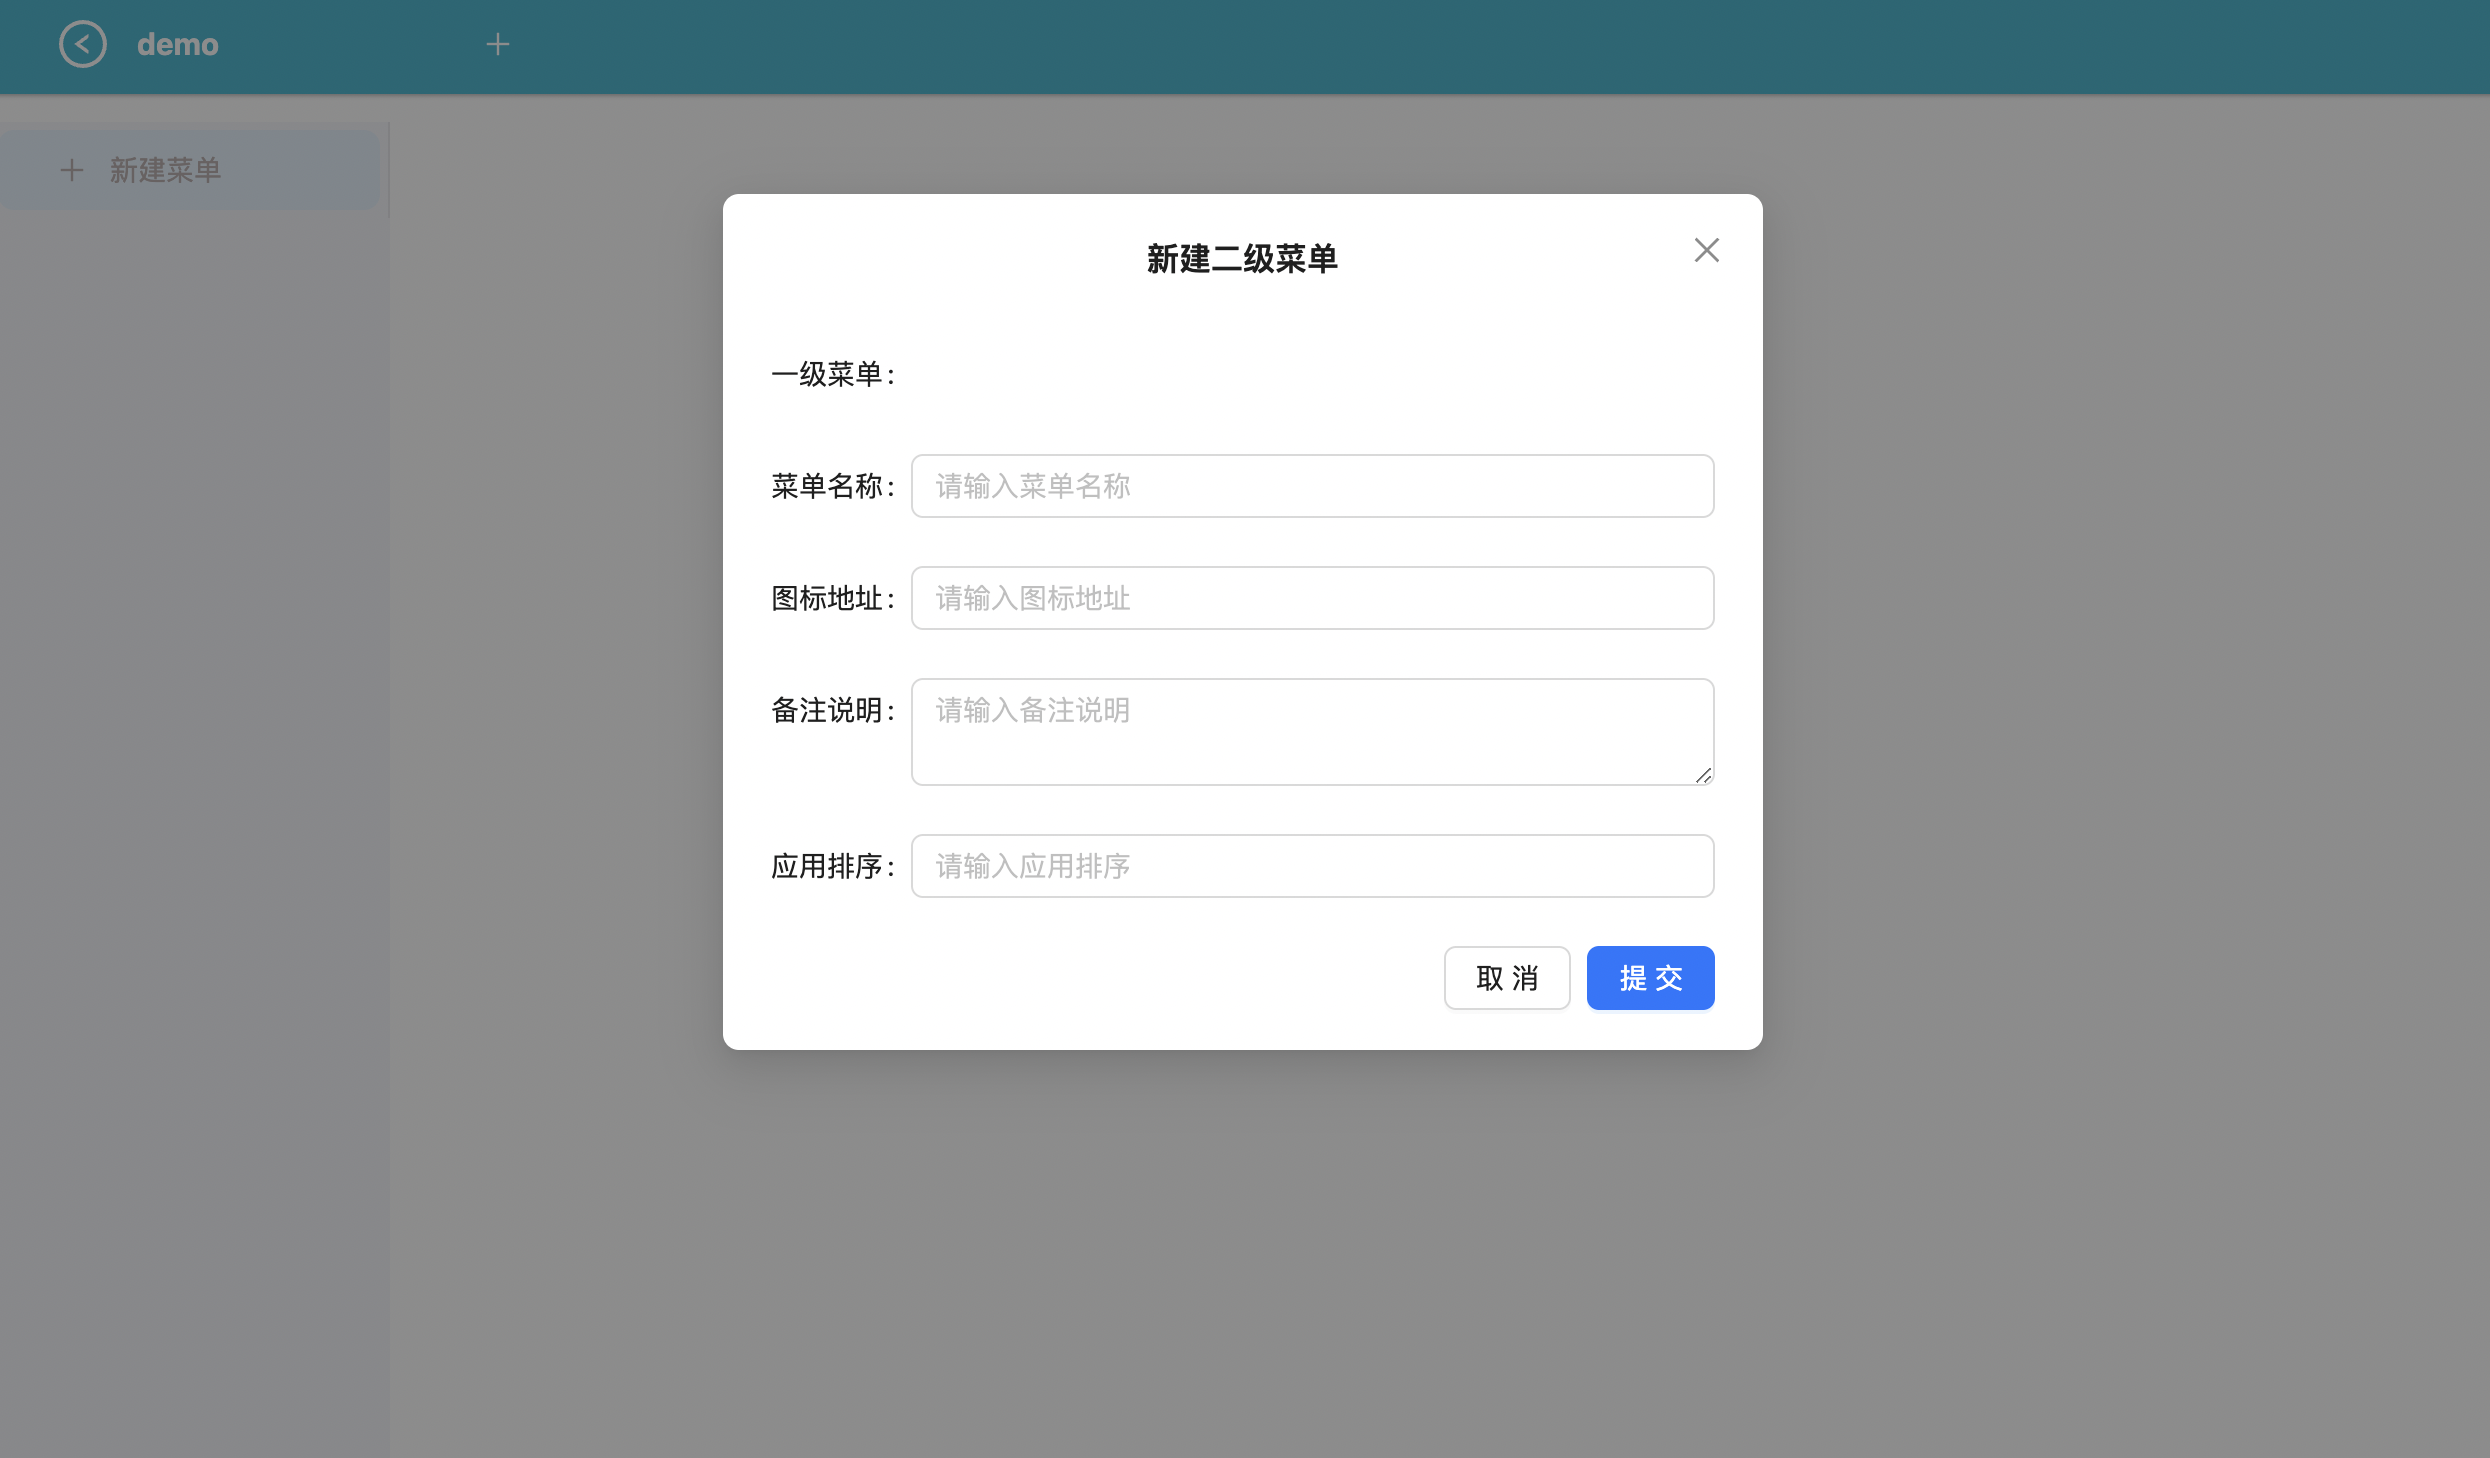 demo
新建菜单
新建二级菜单
一级菜单:
菜单名称: 请输入菜单名称
图标地址: 请输入图标地址
备注说明: 请输入备注说明
应用排序: 请输入应用排序
取 消 提 交